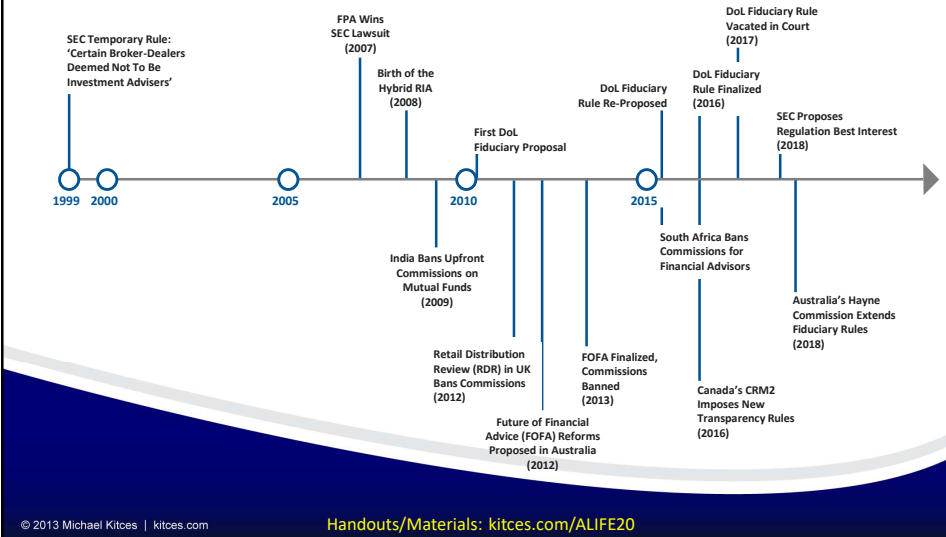 SEC Temporary Rule:
‘Certain Broker-Dealers
Deemed Not To Be
Investment Advisers’
FPA Wins
SEC Lawsuit
(2007)
Birth of the
Hybrid RIA
(2008)
First DoL
Fiduciary Proposal
DoL Fiduciary
Rule Re-Proposed
DoL Fiduciary
Rule Finalized
(2016)
DoL Fiduciary Rule
Vacated in Court
(2017)
SEC Proposes
Regulation Best Interest
(2018)
1999
2000
2005
2010
2015
India Bans Upfront
Commissions on
Mutual Funds
(2009)
Retail Distribution
Review (RDR) in UK
Bans Commissions
(2012)
Future of Financial
Advice (FOFA) Reforms
Proposed in Australia
(2012)
FOFA Finalized,
Commissions
Banned
(2013)
South Africa Bans
Commissions for
Financial Advisors
Canada’s CRM2
Imposes New
Transparency Rules
(2016)
Australia’s Hayne
Commission Extends
Fiduciary Rules
(2018)
© 2013 Michael Kitces | kitces.com
Handouts/Materials: kitces.com/ALIFE20